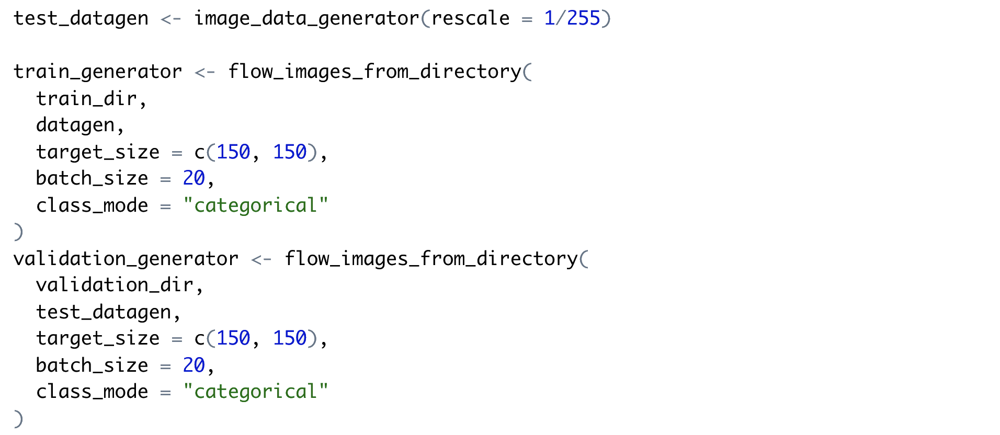 test_datagen <- image_data_generator(rescale = 1/255)

train_generator <- flow_images_from_directory(
  train_dir,
  datagen,
  target_size = c(150, 150),
  batch_size = 20,
  class_mode = "categorical"
)
validation_generator <- flow_images_from_directory(
  validation_dir,
  test_datagen,
  target_size = c(150, 150),
  batch_size = 20,
  class_mode = "categorical"
)